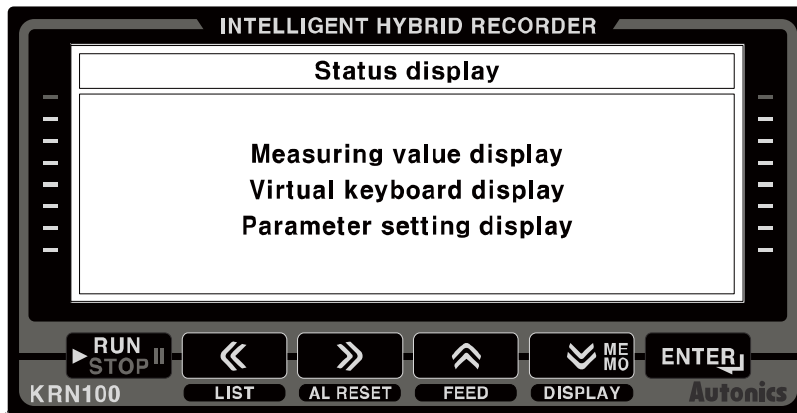 INTELLIGENT HYBRID RECORDER
Status display
Measuring value display
Virtual keyboard display
Parameter setting display
RUN
STOP
ME
MO
ENTER
KRN100
LIST
AL RESET
FEED
DISPLAY
Autonics